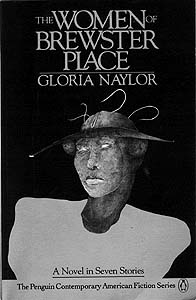 THE WOMEN OF
BREWSTER
PLACE
GLORIA NAYLOR
A Novel in Seven Stories
The Penguin Contemporary American Fiction Series